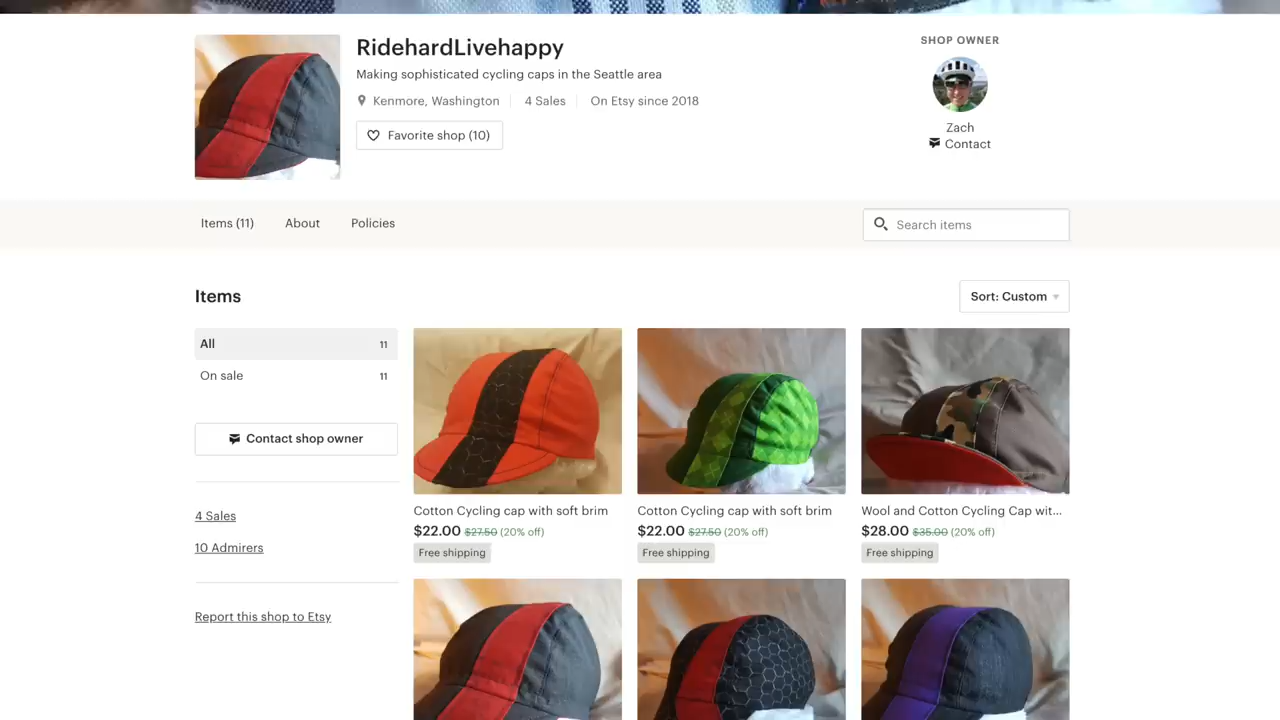 RidehardLivehappy
Making sophisticated cycling caps in the Seattle area
Kenmore, Washington
4 Sales
On Etsy since 2018
Favorite shop (10)
SHOP OWNER
Zach
Contact
Items (11)
About
Policies
Search items
Items
Sort: Custom
All 11
On sale 11
Contact shop owner
4 Sales
10 Admirers
Report this shop to Etsy
Cotton Cycling cap with soft brim
$22.00 $27.50 (20% off)
Free shipping
Cotton Cycling cap with soft brim
$22.00 $27.50 (20% off)
Free shipping
Wool and Cotton Cycling Cap wit...
$28.00 $35.00 (20% off)
Free shipping